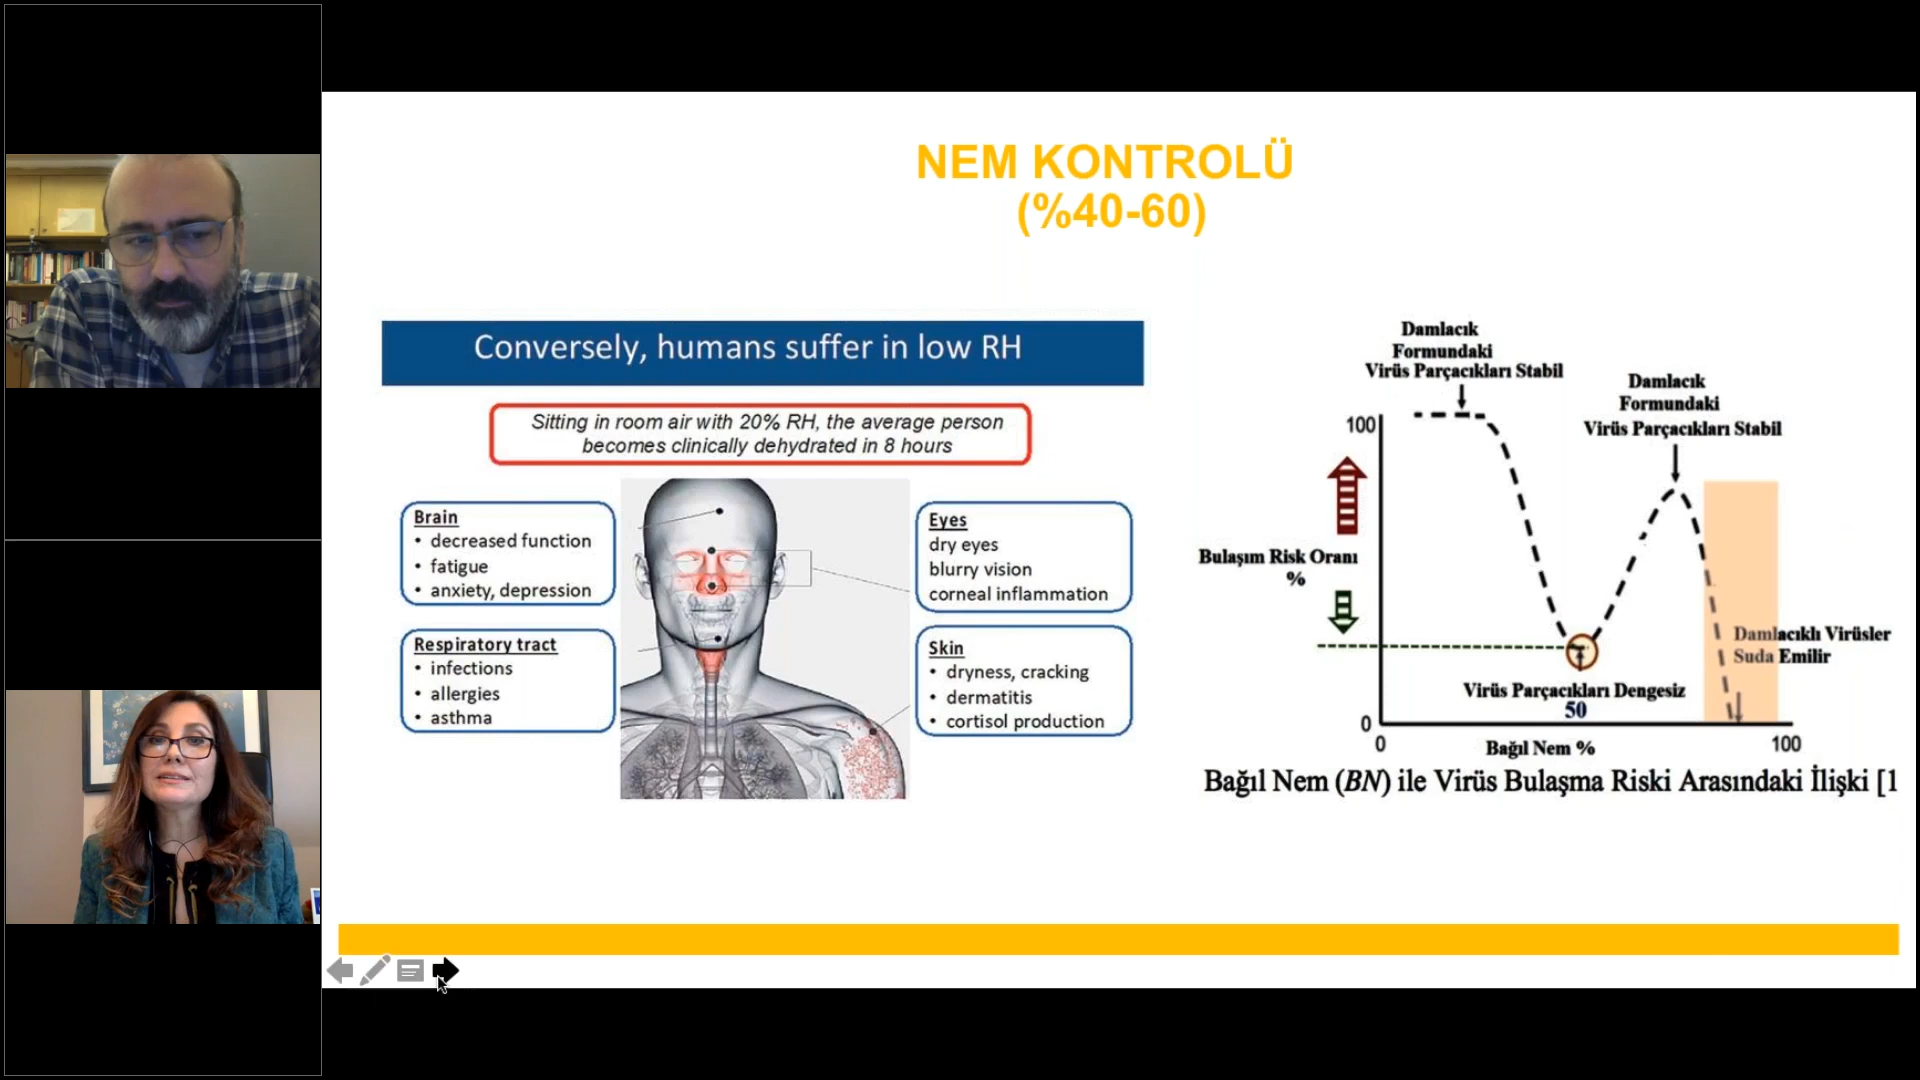 NEM KONTROLÜ
(%40-60)
Conversely, humans suffer in low RH
Sitting in room air with 20% RH, the average person
becomes clinically dehydrated in 8 hours
Brain
• decreased function
• fatigue
• anxiety, depression
Respiratory tract
• infections
• allergies
• asthma
Eyes
dry eyes
blurry vision
corneal inflammation
Skin
• dryness, cracking
• dermatitis
• cortisol production
Damlacık
Formundaki
Virüs Parçacıkları Stabil
Damlacık
Formundaki
Virüs Parçacıkları Stabil
100
Bulaşım Risk Oranı
%
Damlacıklı Virüsler
Suda Emilir
Virüs Parçacıkları Dengesiz
50
0
0
Bağıl Nem %
100
Bağıl Nem (BN) ile Virüs Bulaşma Riski Arasındaki İlişki [1